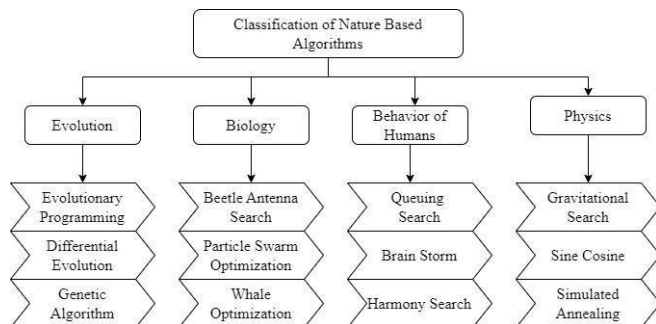 Classification of Nature Based
Algorithms
Evolution
Biology
Behavior of
Humans
Physics
Evolutionary
Programming
Differential
Evolution
Genetic
Algorithm
Beetle Antenna
Search
Particle Swarm
Optimization
Whale
Optimization
Queuing
Search
Brain Storm
Harmony Search
Gravitational
Search
Sine Cosine
Simulated
Annealing